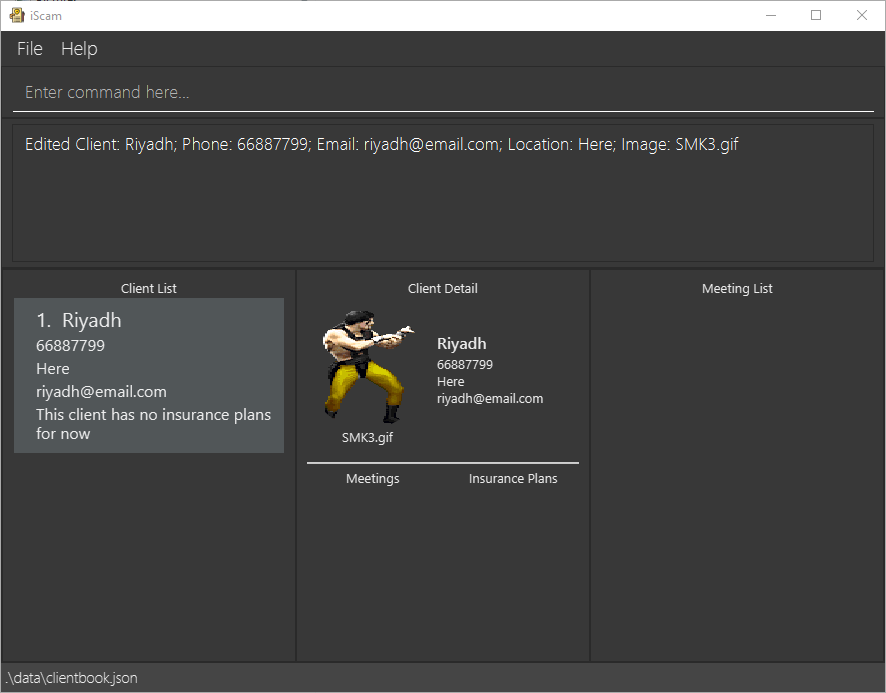 iScam
File Help
Enter command here...
Edited Client: Riyadh; Phone: 66887799; Email: riyadh@email.com; Location: Here; Image: SMK3.gif
Client List
1. Riyadh
66887799
Here
riyadh@email.com
This client has no insurance plans
for now
Client Detail
Riyadh
66887799
Here
riyadh@email.com
SMK3.gif
Meetings Insurance Plans
Meeting List
.\data\clientbook.json